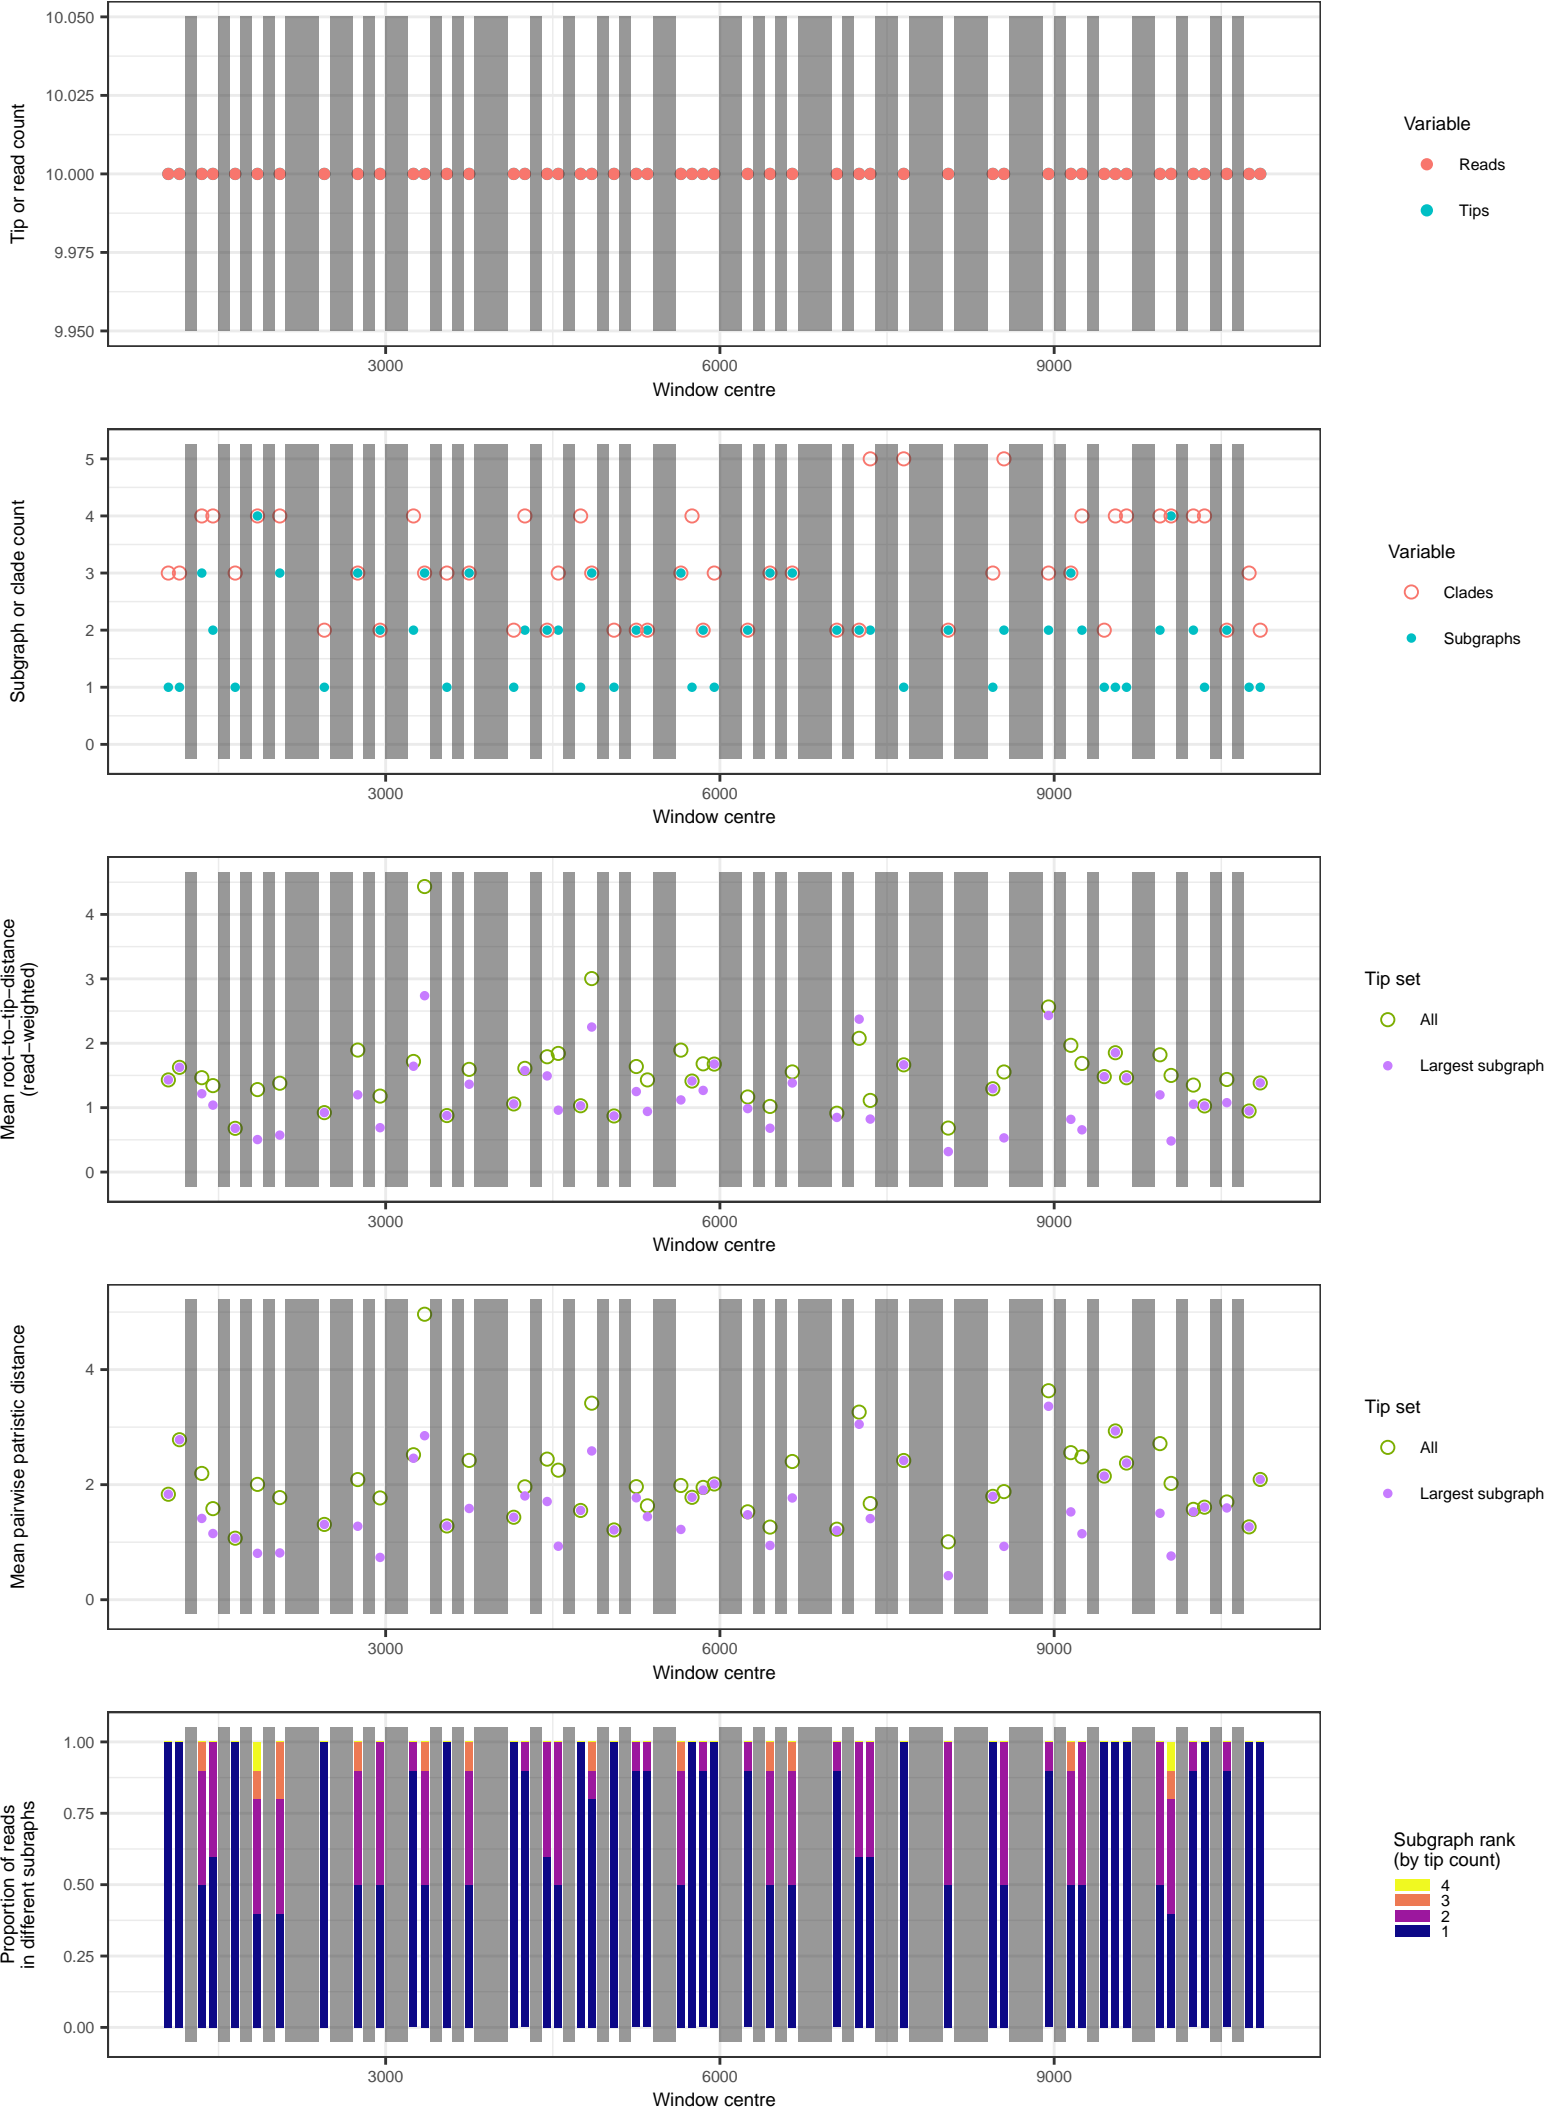 10.050
10.025
10.000
9.975
9.950
Tip or read count
3000 6000 9000
Window centre
Variable
Reads
Tips
5
4
3
2
1
0
Subgraph or clade count
3000 6000 9000
Window centre
Variable
Clades
Subgraphs
4
3
2
1
0
Mean root−to−tip−distance
(read−weighted)
3000 6000 9000
Window centre
Tip set
All
Largest subgraph
4
2
0
Mean pairwise patristic distance
3000 6000 9000
Window centre
Tip set
All
Largest subgraph
1.00
0.75
0.50
0.25
0.00
Proportion of reads
in different subraphs
3000 6000 9000
Window centre
Subgraph rank
(by tip count)
4
3
2
1